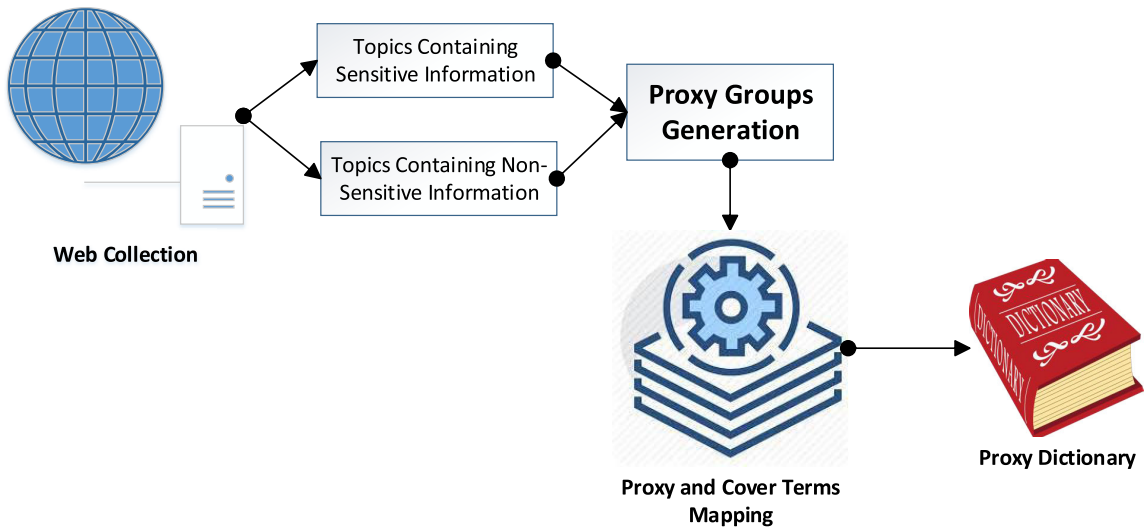 Topics Containing
Sensitive Information
Proxy Groups
Generation
Topics Containing Non-
Sensitive Information
Web Collection
DICTIONARY
DICTIONARY
Proxy Dictionary
Proxy and Cover Terms
Mapping